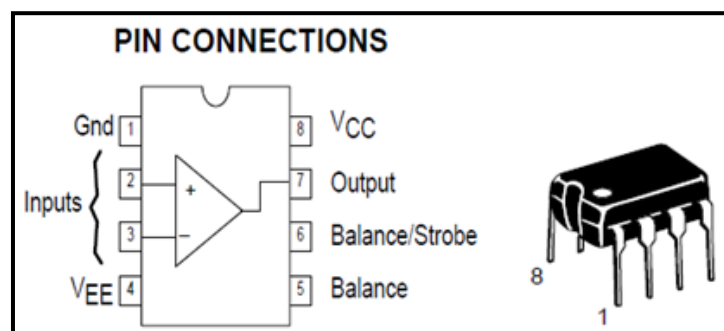 PIN CONNECTIONS
Gnd 1
8 VCC
2 + 7 Output
Inputs
3 − 6 Balance/Strobe
VEE 4
5 Balance
8
1